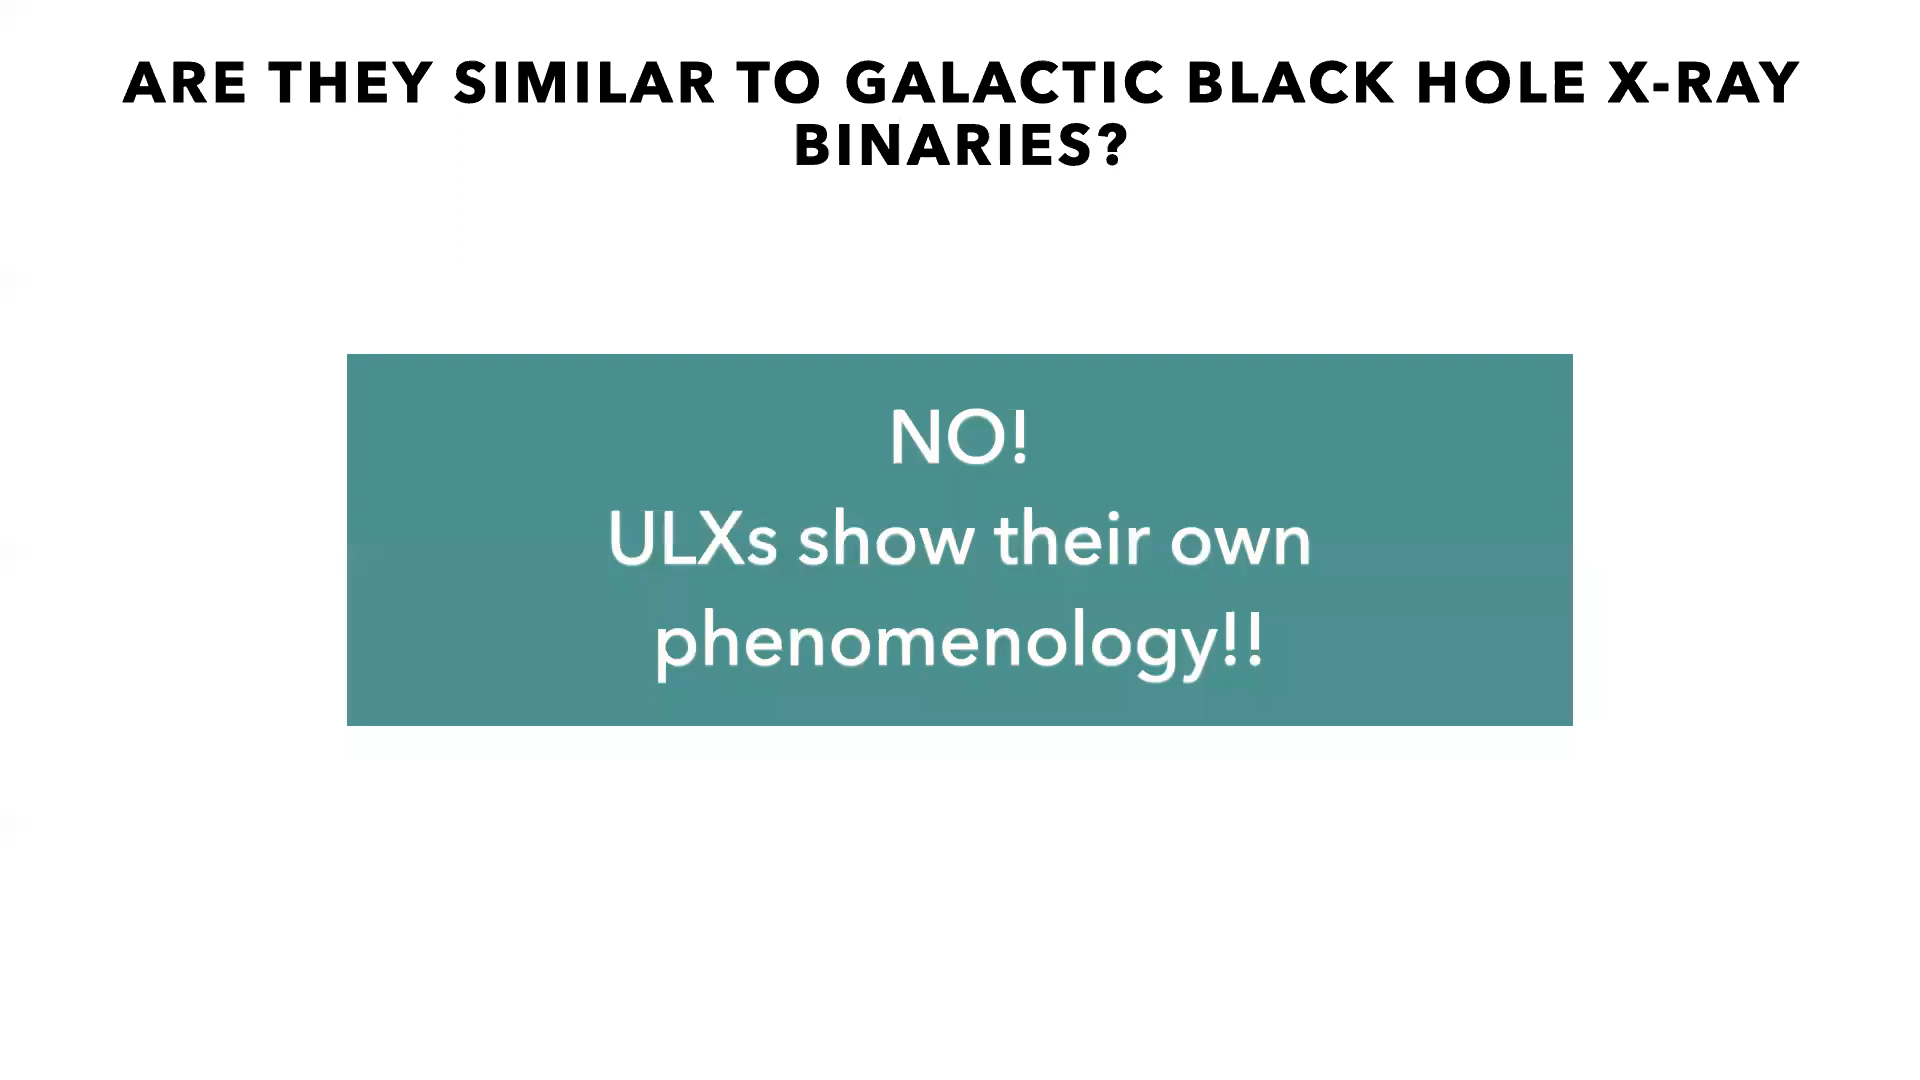 ARE THEY SIMILAR TO GALACTIC BLACK HOLE X-RAY
BINARIES?
NO!
ULXs show their own
phenomenology!!